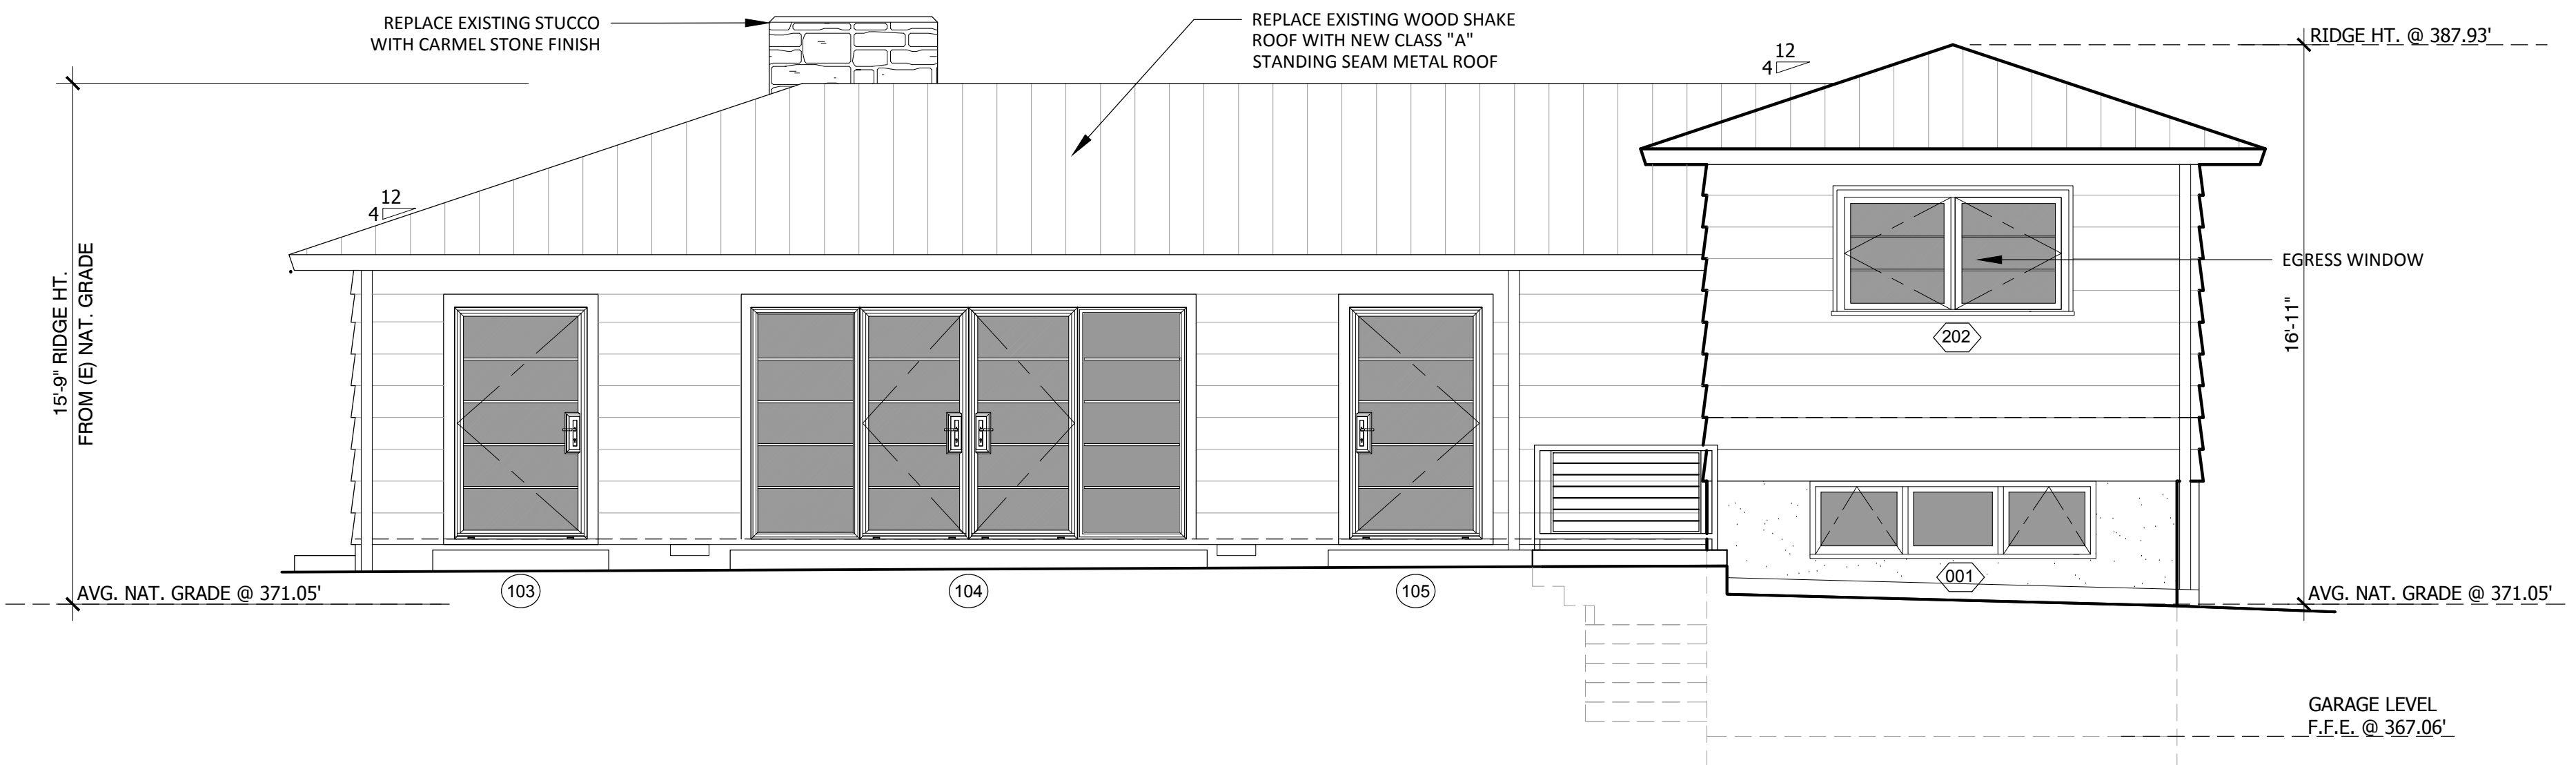 REPLACE EXISTING STUCCO
WITH CARMEL STONE FINISH
REPLACE EXISTING WOOD SHAKE
ROOF WITH NEW CLASS "A"
STANDING SEAM METAL ROOF
12
4
RIDGE HT. @ 387.93'
12
4
15'-9" RIDGE HT.
FROM (E) NAT. GRADE
EGRESS WINDOW
16'-11"
202
001
AVG. NAT. GRADE @ 371.05'
103
104
105
AVG. NAT. GRADE @ 371.05'
GARAGE LEVEL
F.F.E. @ 367.06'